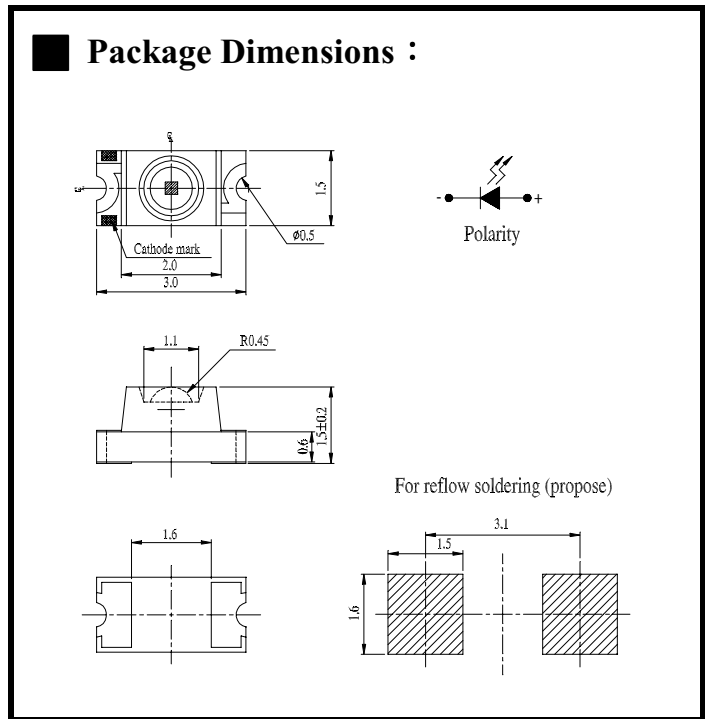 Package Dimensions：
1.5
ø0.5
Cathode mark
2.0
3.0
- +
Polarity
1.1
R0.45
0.6
1.5±0.2
For reflow soldering (propose)
3.1
1.6
1.5
1.6